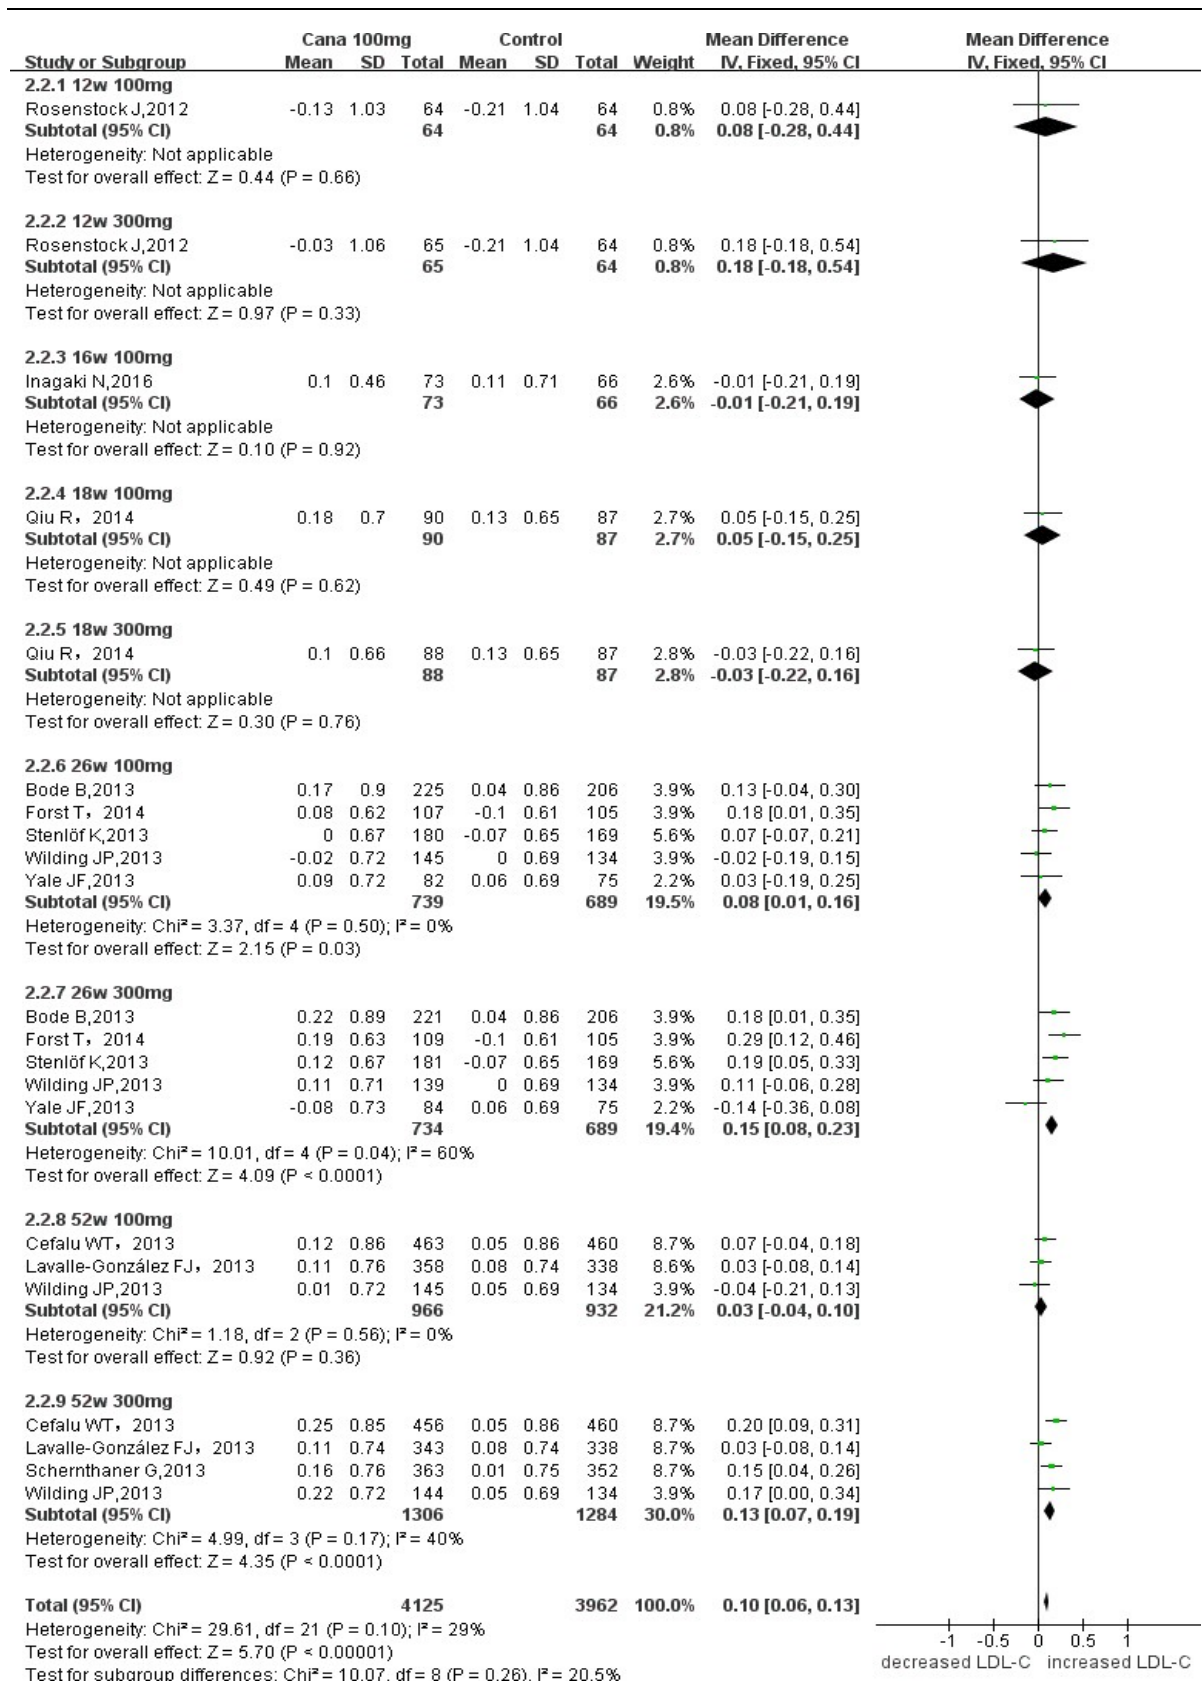 Cana 100mg Control Mean Difference Mean Difference
Study or Subgroup Mean SD Total Mean SD Total Weight IV, Fixed, 95% CI IV, Fixed, 95% CI
2.2.1 12w 100mg
Rosenstock J,2012 -0.13 1.03 64 -0.21 1.04 64 0.8% 0.08 [-0.28, 0.44]
Subtotal (95% CI) 64 64 0.8% 0.08 [-0.28, 0.44]
Heterogeneity: Not applicable
Test for overall effect: Z = 0.44 (P = 0.66)
2.2.2 12w 300mg
Rosenstock J,2012 -0.03 1.06 65 -0.21 1.04 64 0.8% 0.18 [-0.18, 0.54]
Subtotal (95% CI) 65 64 0.8% 0.18 [-0.18, 0.54]
Heterogeneity: Not applicable
Test for overall effect: Z = 0.97 (P = 0.33)
2.2.3 16w 100mg
Inagaki N,2016 0.1 0.46 73 0.11 0.71 66 2.6% -0.01 [-0.21, 0.19]
Subtotal (95% CI) 73 66 2.6% -0.01 [-0.21, 0.19]
Heterogeneity: Not applicable
Test for overall effect: Z = 0.10 (P = 0.92)
2.2.4 18w 100mg
Qiu R，2014 0.18 0.7 90 0.13 0.65 87 2.7% 0.05 [-0.15, 0.25]
Subtotal (95% CI) 90 87 2.7% 0.05 [-0.15, 0.25]
Heterogeneity: Not applicable
Test for overall effect: Z = 0.49 (P = 0.62)
2.2.5 18w 300mg
Qiu R，2014 0.1 0.66 88 0.13 0.65 87 2.8% -0.03 [-0.22, 0.16]
Subtotal (95% CI) 88 87 2.8% -0.03 [-0.22, 0.16]
Heterogeneity: Not applicable
Test for overall effect: Z = 0.30 (P = 0.76)
2.2.6 26w 100mg
Bode B,2013 0.17 0.9 225 0.04 0.86 206 3.9% 0.13 [-0.04, 0.30]
Forst T，2014 0.08 0.62 107 -0.1 0.61 105 3.9% 0.18 [0.01, 0.35]
Stenlöf K,2013 0 0.67 180 -0.07 0.65 169 5.6% 0.07 [-0.07, 0.21]
Wilding JP,2013 -0.02 0.72 145 0 0.69 134 3.9% -0.02 [-0.19, 0.15]
Yale JF,2013 0.09 0.72 82 0.06 0.69 75 2.2% 0.03 [-0.19, 0.25]
Subtotal (95% CI) 739 689 19.5% 0.08 [0.01, 0.16]
Heterogeneity: Chi² = 3.37, df = 4 (P = 0.50); I² = 0%
Test for overall effect: Z = 2.15 (P = 0.03)
2.2.7 26w 300mg
Bode B,2013 0.22 0.89 221 0.04 0.86 206 3.9% 0.18 [0.01, 0.35]
Forst T，2014 0.19 0.63 109 -0.1 0.61 105 3.9% 0.29 [0.12, 0.46]
Stenlöf K,2013 0.12 0.67 181 -0.07 0.65 169 5.6% 0.19 [0.05, 0.33]
Wilding JP,2013 0.11 0.71 139 0 0.69 134 3.9% 0.11 [-0.06, 0.28]
Yale JF,2013 -0.08 0.73 84 0.06 0.69 75 2.2% -0.14 [-0.36, 0.08]
Subtotal (95% CI) 734 689 19.4% 0.15 [0.08, 0.23]
Heterogeneity: Chi² = 10.01, df = 4 (P = 0.04); I² = 60%
Test for overall effect: Z = 4.09 (P < 0.0001)
2.2.8 52w 100mg
Cefalu WT，2013 0.12 0.86 463 0.05 0.86 460 8.7% 0.07 [-0.04, 0.18]
Lavalle-González FJ，2013 0.11 0.76 358 0.08 0.74 338 8.6% 0.03 [-0.08, 0.14]
Wilding JP,2013 0.01 0.72 145 0.05 0.69 134 3.9% -0.04 [-0.21, 0.13]
Subtotal (95% CI) 966 932 21.2% 0.03 [-0.04, 0.10]
Heterogeneity: Chi² = 1.18, df = 2 (P = 0.56); I² = 0%
Test for overall effect: Z = 0.92 (P = 0.36)
2.2.9 52w 300mg
Cefalu WT，2013 0.25 0.85 456 0.05 0.86 460 8.7% 0.20 [0.09, 0.31]
Lavalle-González FJ，2013 0.11 0.74 343 0.08 0.74 338 8.7% 0.03 [-0.08, 0.14]
Schernthaner G,2013 0.16 0.76 363 0.01 0.75 352 8.7% 0.15 [0.04, 0.26]
Wilding JP,2013 0.22 0.72 144 0.05 0.69 134 3.9% 0.17 [0.00, 0.34]
Subtotal (95% CI) 1306 1284 30.0% 0.13 [0.07, 0.19]
Heterogeneity: Chi² = 4.99, df = 3 (P = 0.17); I² = 40%
Test for overall effect: Z = 4.35 (P < 0.0001)
Total (95% CI) 4125 3962 100.0% 0.10 [0.06, 0.13]
Heterogeneity: Chi² = 29.61, df = 21 (P = 0.10); I² = 29%
Test for overall effect: Z = 5.70 (P < 0.00001)
Test for subgroup differences: Chi² = 10.07, df = 8 (P = 0.26), I² = 20.5%
-1 -0.5 0 0.5 1
decreased LDL-C increased LDL-C